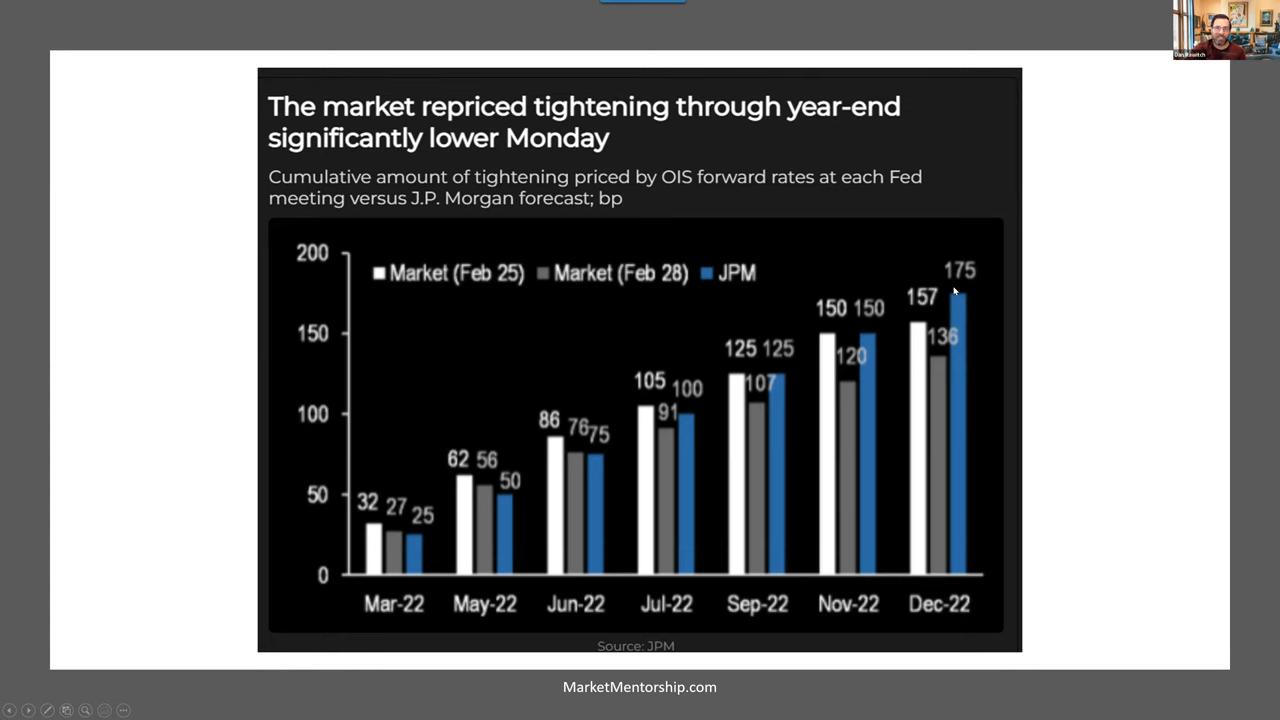 The market repriced tightening through year-end
significantly lower Monday
Cumulative amount of tightening priced by OIS forward rates at each Fed
meeting versus J.P. Morgan forecast; bp
200
150
100
50
0
Market (Feb 25) Market (Feb 28) JPM
32 27 25
62 56 50
86 76 75
105 91 100
125 107 125
150 120 150
157 136 175
Mar-22 May-22 Jun-22 Jul-22 Sep-22 Nov-22 Dec-22
Source: JPM
MarketMentorship.com